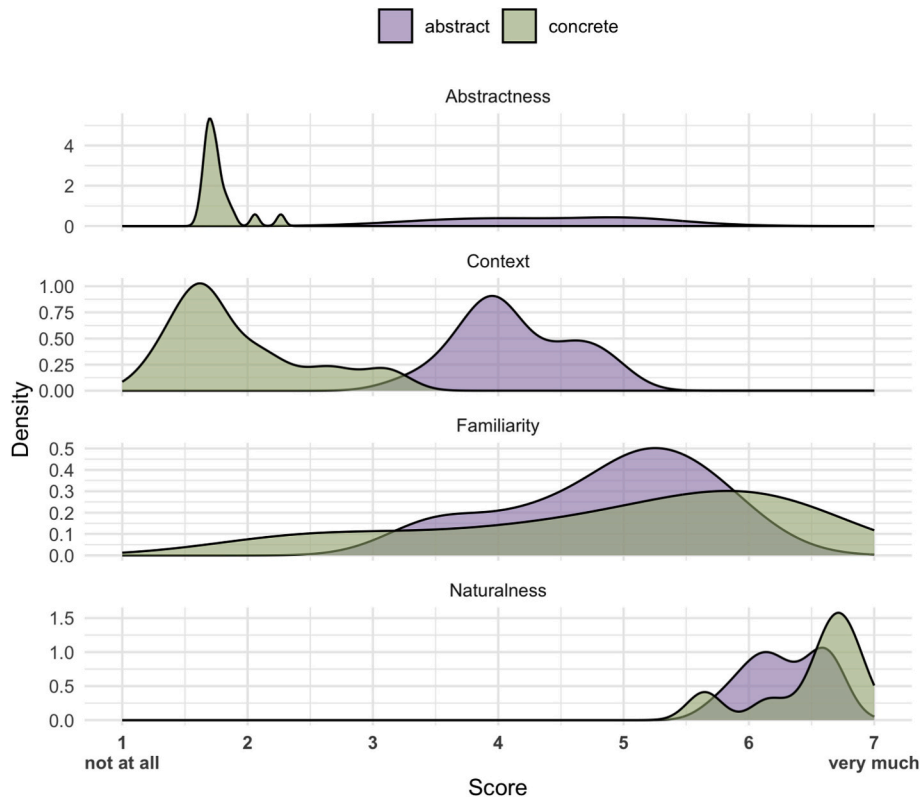 abstract concrete
Abstractness
4
2
0
Context
1.00
0.75
0.50
0.25
0.00
Familiarity
0.5
0.4
0.3
0.2
0.1
0.0
Naturalness
1.5
1.0
0.5
0.0
Density
1 2 3 4 5 6 7
not at all very much
Score